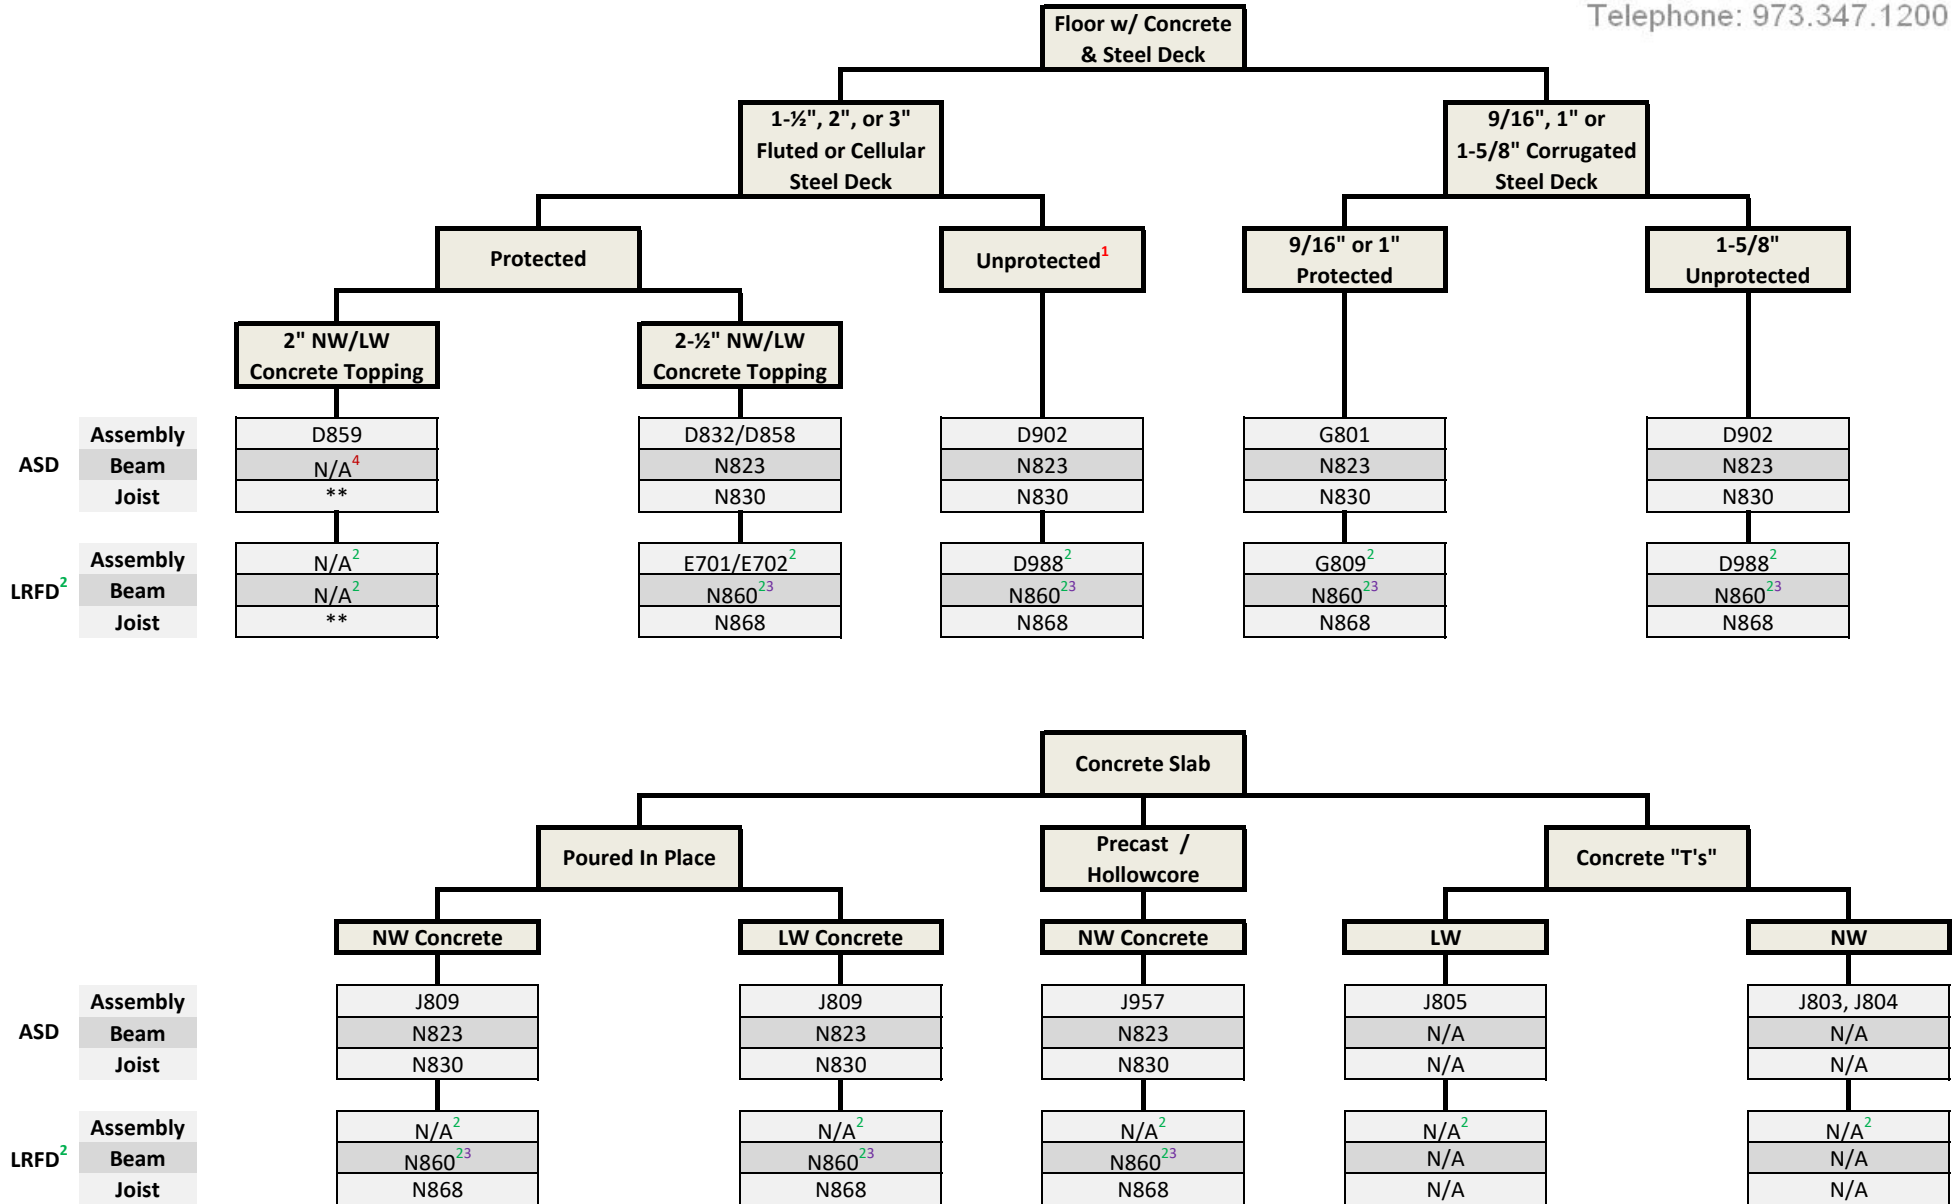 Telephone: 973.347.1200
Floor w/ Concrete
& Steel Deck
1-½", 2", or 3"
Fluted or Cellular
Steel Deck
9/16", 1" or
1-5/8" Corrugated
Steel Deck
Protected
Unprotected1
9/16" or 1"
Protected
1-5/8"
Unprotected
2" NW/LW
Concrete Topping
2-½" NW/LW
Concrete Topping
Assembly D859 D832/D858 D902 G801 D902
ASD Beam N/A4 N823 N823 N823 N823
Joist ** N830 N830 N830 N830
Assembly N/A2 E701/E7022 D9882 G8092 D9882
LRFD2 Beam N/A2 N86023 N86023 N86023 N86023
Joist ** N868 N868 N868 N868
Concrete Slab
Poured In Place
Precast /
Hollowcore
Concrete "T's"
NW Concrete LW Concrete NW Concrete LW NW
Assembly J809 J809 J957 J805 J803, J804
ASD Beam N823 N823 N823 N/A N/A
Joist N830 N830 N830 N/A N/A
Assembly N/A2 N/A2 N/A2 N/A2 N/A2
LRFD2 Beam N86023 N86023 N86023 N/A N/A
Joist N868 N868 N868 N/A N/A